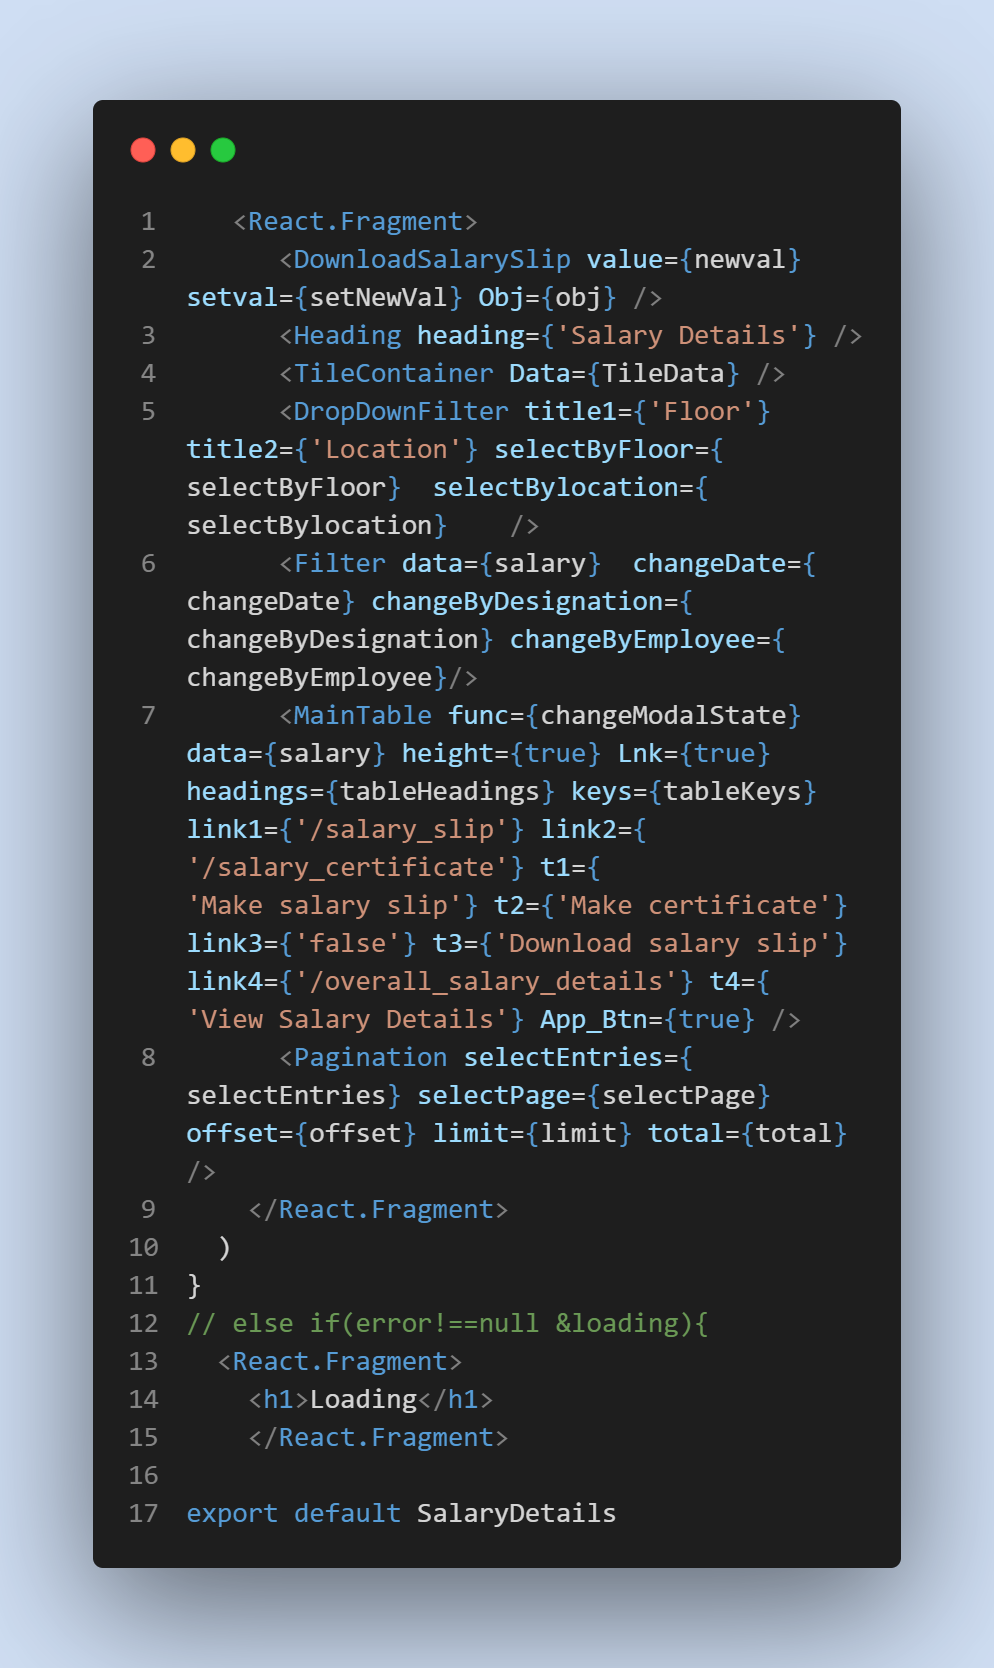 1 <React.Fragment>
2 <DownloadSalarySlip value={newval}
setval={setNewVal} Obj={obj} />
3 <Heading heading={'Salary Details'} />
4 <TileContainer Data={TileData} />
5 <DropDownFilter title1={'Floor'}
title2={'Location'} selectByFloor={
selectByFloor}  selectBylocation={
selectBylocation}    />
6 <Filter data={salary}  changeDate={
changeDate} changeByDesignation={
changeByDesignation} changeByEmployee={
changeByEmployee}/>
7 <MainTable func={changeModalState}
data={salary} height={true} Lnk={true}
headings={tableHeadings} keys={tableKeys}
link1={'/salary_slip'} link2={
'/salary_certificate'} t1={
'Make salary slip'} t2={'Make certificate'}
link3={'false'} t3={'Download salary slip'}
link4={'/overall_salary_details'} t4={
'View Salary Details'} App_Btn={true} />
8 <Pagination selectEntries={
selectEntries} selectPage={selectPage}
offset={offset} limit={limit} total={total}
/>
9 </React.Fragment>
10 )
11 }
12 // else if(error!==null &loading){
13 <React.Fragment>
14 <h1>Loading</h1>
15 </React.Fragment>
16
17 export default SalaryDetails